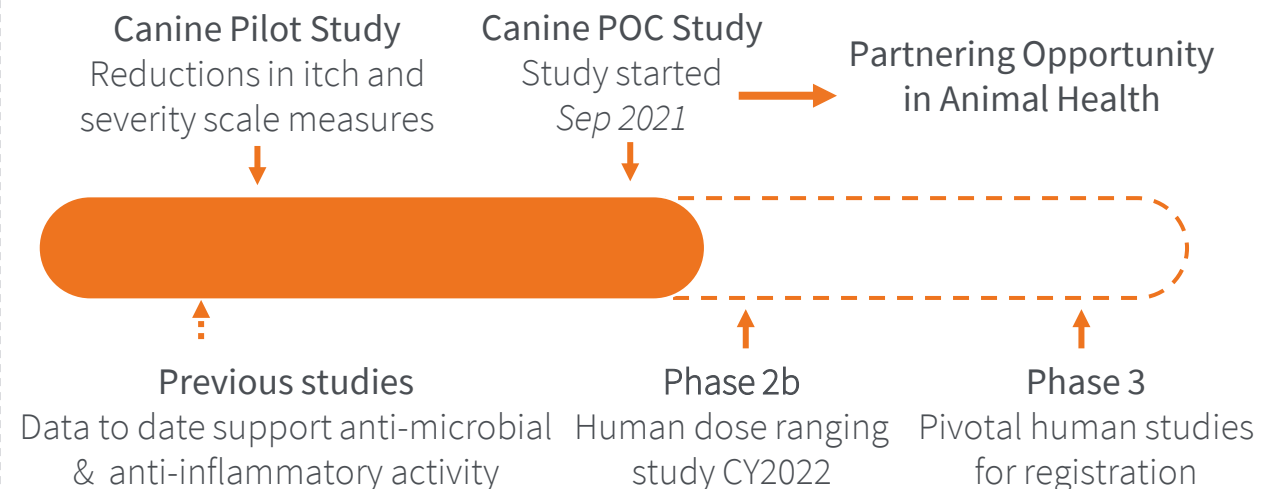 Canine Pilot Study
Reductions in itch and
severity scale measures
Canine POC Study
Study started
Sep 2021
Partnering Opportunity
in Animal Health
Previous studies
Data to date support anti-microbial
& anti-inflammatory activity
Phase 2b
Human dose ranging
study CY2022
Phase 3
Pivotal human studies
for registration